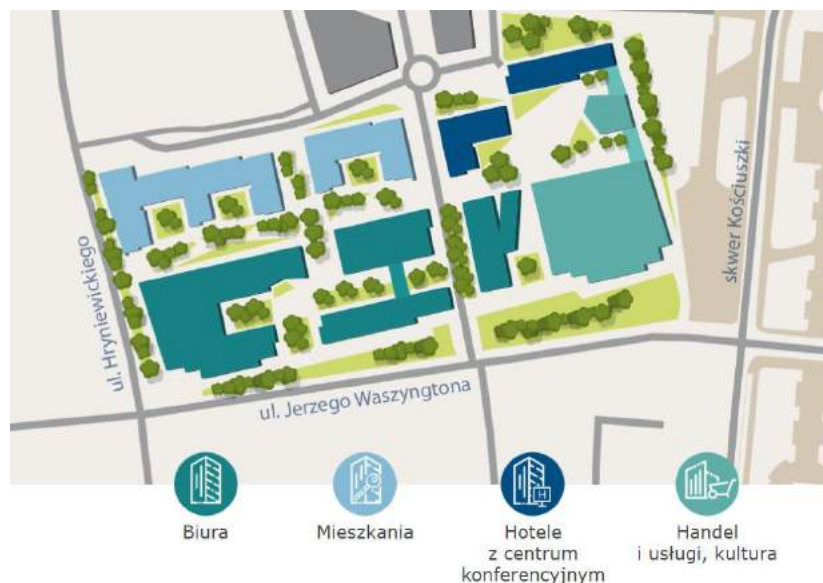 ul. Hryniewickiego
skwer Kościuszki
ul. Jerzego Waszyngtona
H
Biura
Mieszkania
Hotele
z centrum
konferencyjnym
Handel
i usługi, kultura